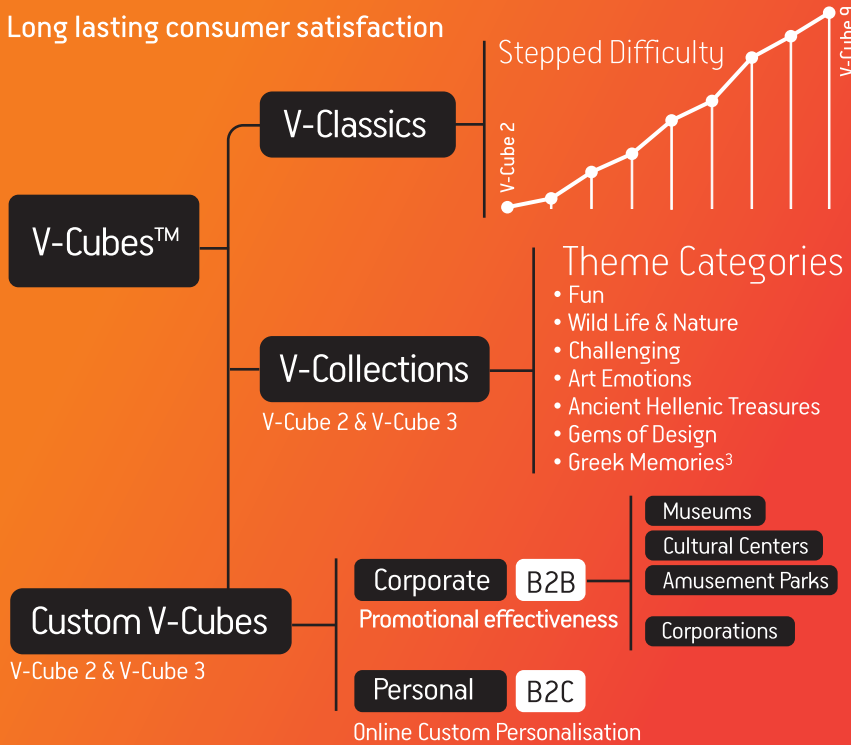 Long lasting consumer satisfaction
V-Classics
Stepped Difficulty
V-Cube 2
V-Cube 9
V-Cubes™
V-Collections
V-Cube 2 & V-Cube 3
Theme Categories
• Fun
• Wild Life & Nature
• Challenging
• Art Emotions
• Ancient Hellenic Treasures
• Gems of Design
• Greek Memories³
Custom V-Cubes
V-Cube 2 & V-Cube 3
Corporate B2B
Promotional effectiveness
Museums
Cultural Centers
Amusement Parks
Corporations
Personal B2C
Online Custom Personalisation